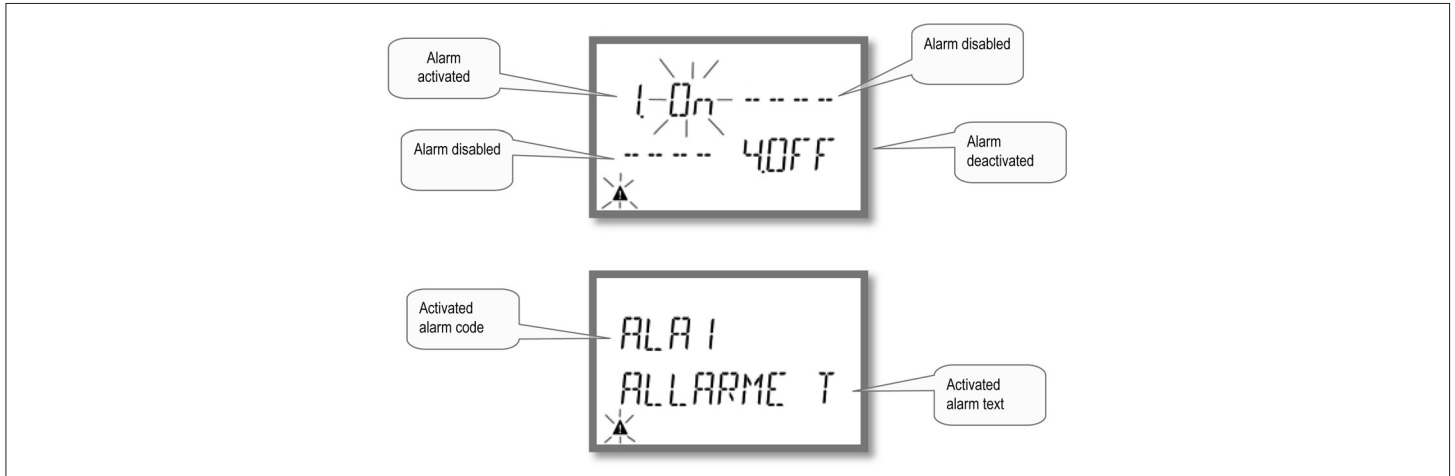 Alarm
activated
Alarm disabled
1. On ----
---- 4.OFF
Alarm disabled
Alarm
deactivated
Activated
alarm code
ALA1
ALLARME T
Activated
alarm text